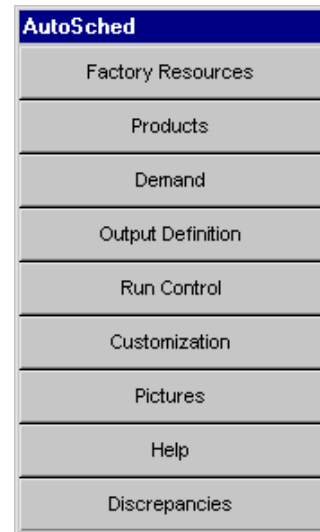 AutoSched
Factory Resources
Products
Demand
Output Definition
Run Control
Customization
Pictures
Help
Discrepancies